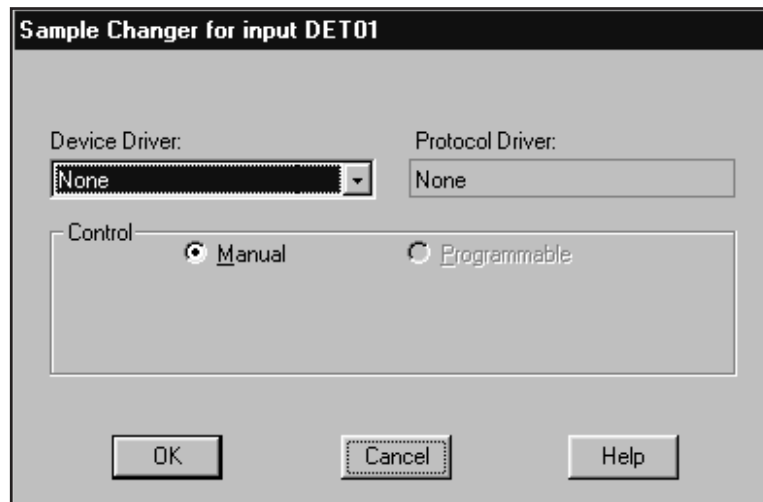 Sample Changer for input DET01
Device Driver:
Protocol Driver:
None
None
Control
Manual
Programmable
OK
Cancel
Help